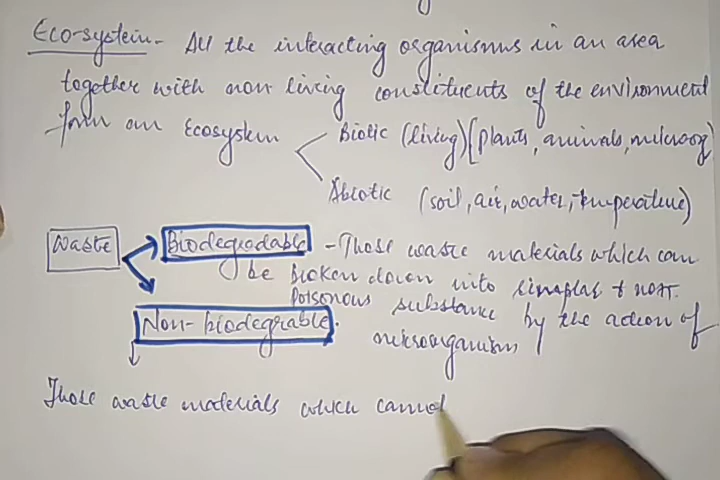 Eco-system - All the interacting organisms in an area
together with non living constituents of the environment
form an Ecosystem
Biotic (living) [plants, animals, microorg)
Abiotic (soil, air, water, temperature)
Waste
Biodegradable - Those waste materials which can
be broken down into simplar & non-
Poisonous substance by the action of
microorganism
Non-biodegrable.
Those waste materials which cannot